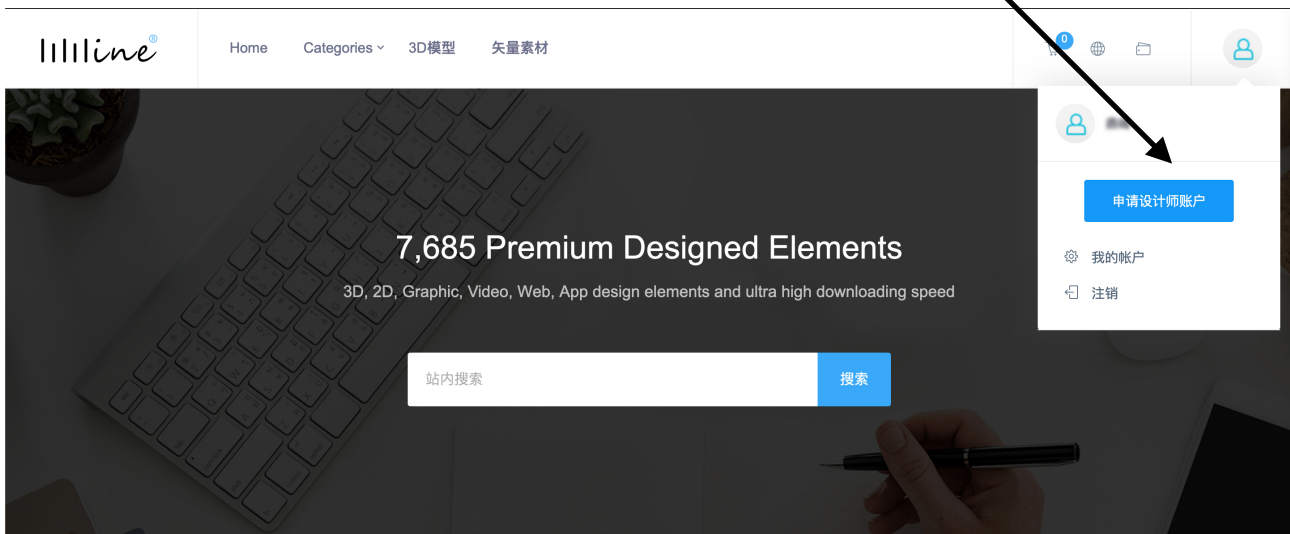 lılılline®
Home Categories 3D模型 矢量素材
0
申请设计师账户
我的帐户
注销
7,685 Premium Designed Elements
3D, 2D, Graphic, Video, Web, App design elements and ultra high downloading speed
站内搜索 搜索